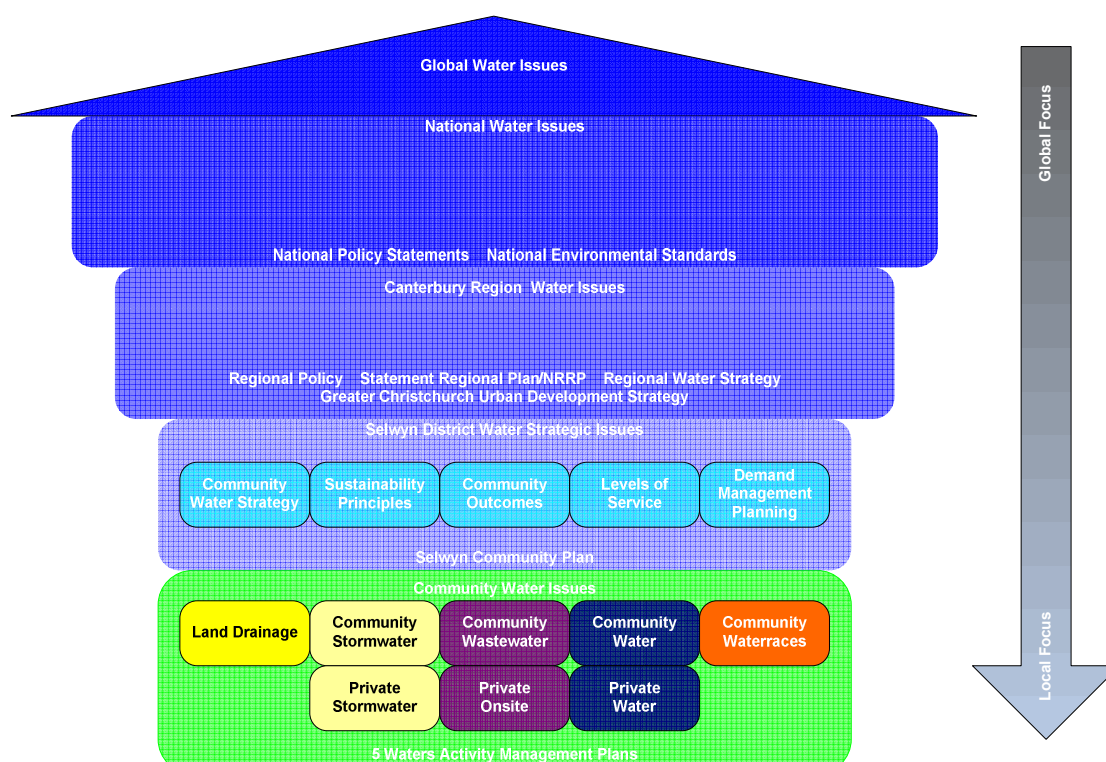 Global Water Issues
National Water Issues
National Policy Statements National Environmental Standards
Canterbury Region Water Issues
Regional Policy Statement Regional Plan/NRRP Regional Water Strategy
Greater Christchurch Urban Development Strategy
Selwyn District Water Strategic Issues
Community
Water Strategy
Sustainability
Principles
Community
Outcomes
Levels of
Service
Demand
Management
Planning
Selwyn Community Plan
Community Water Issues
Land Drainage
Community
Stormwater
Community
Wastewater
Community
Water
Community
Waterraces
Private
Stormwater
Private
Onsite
Private
Water
5 Waters Activity Management Plans
Global Focus
Local Focus